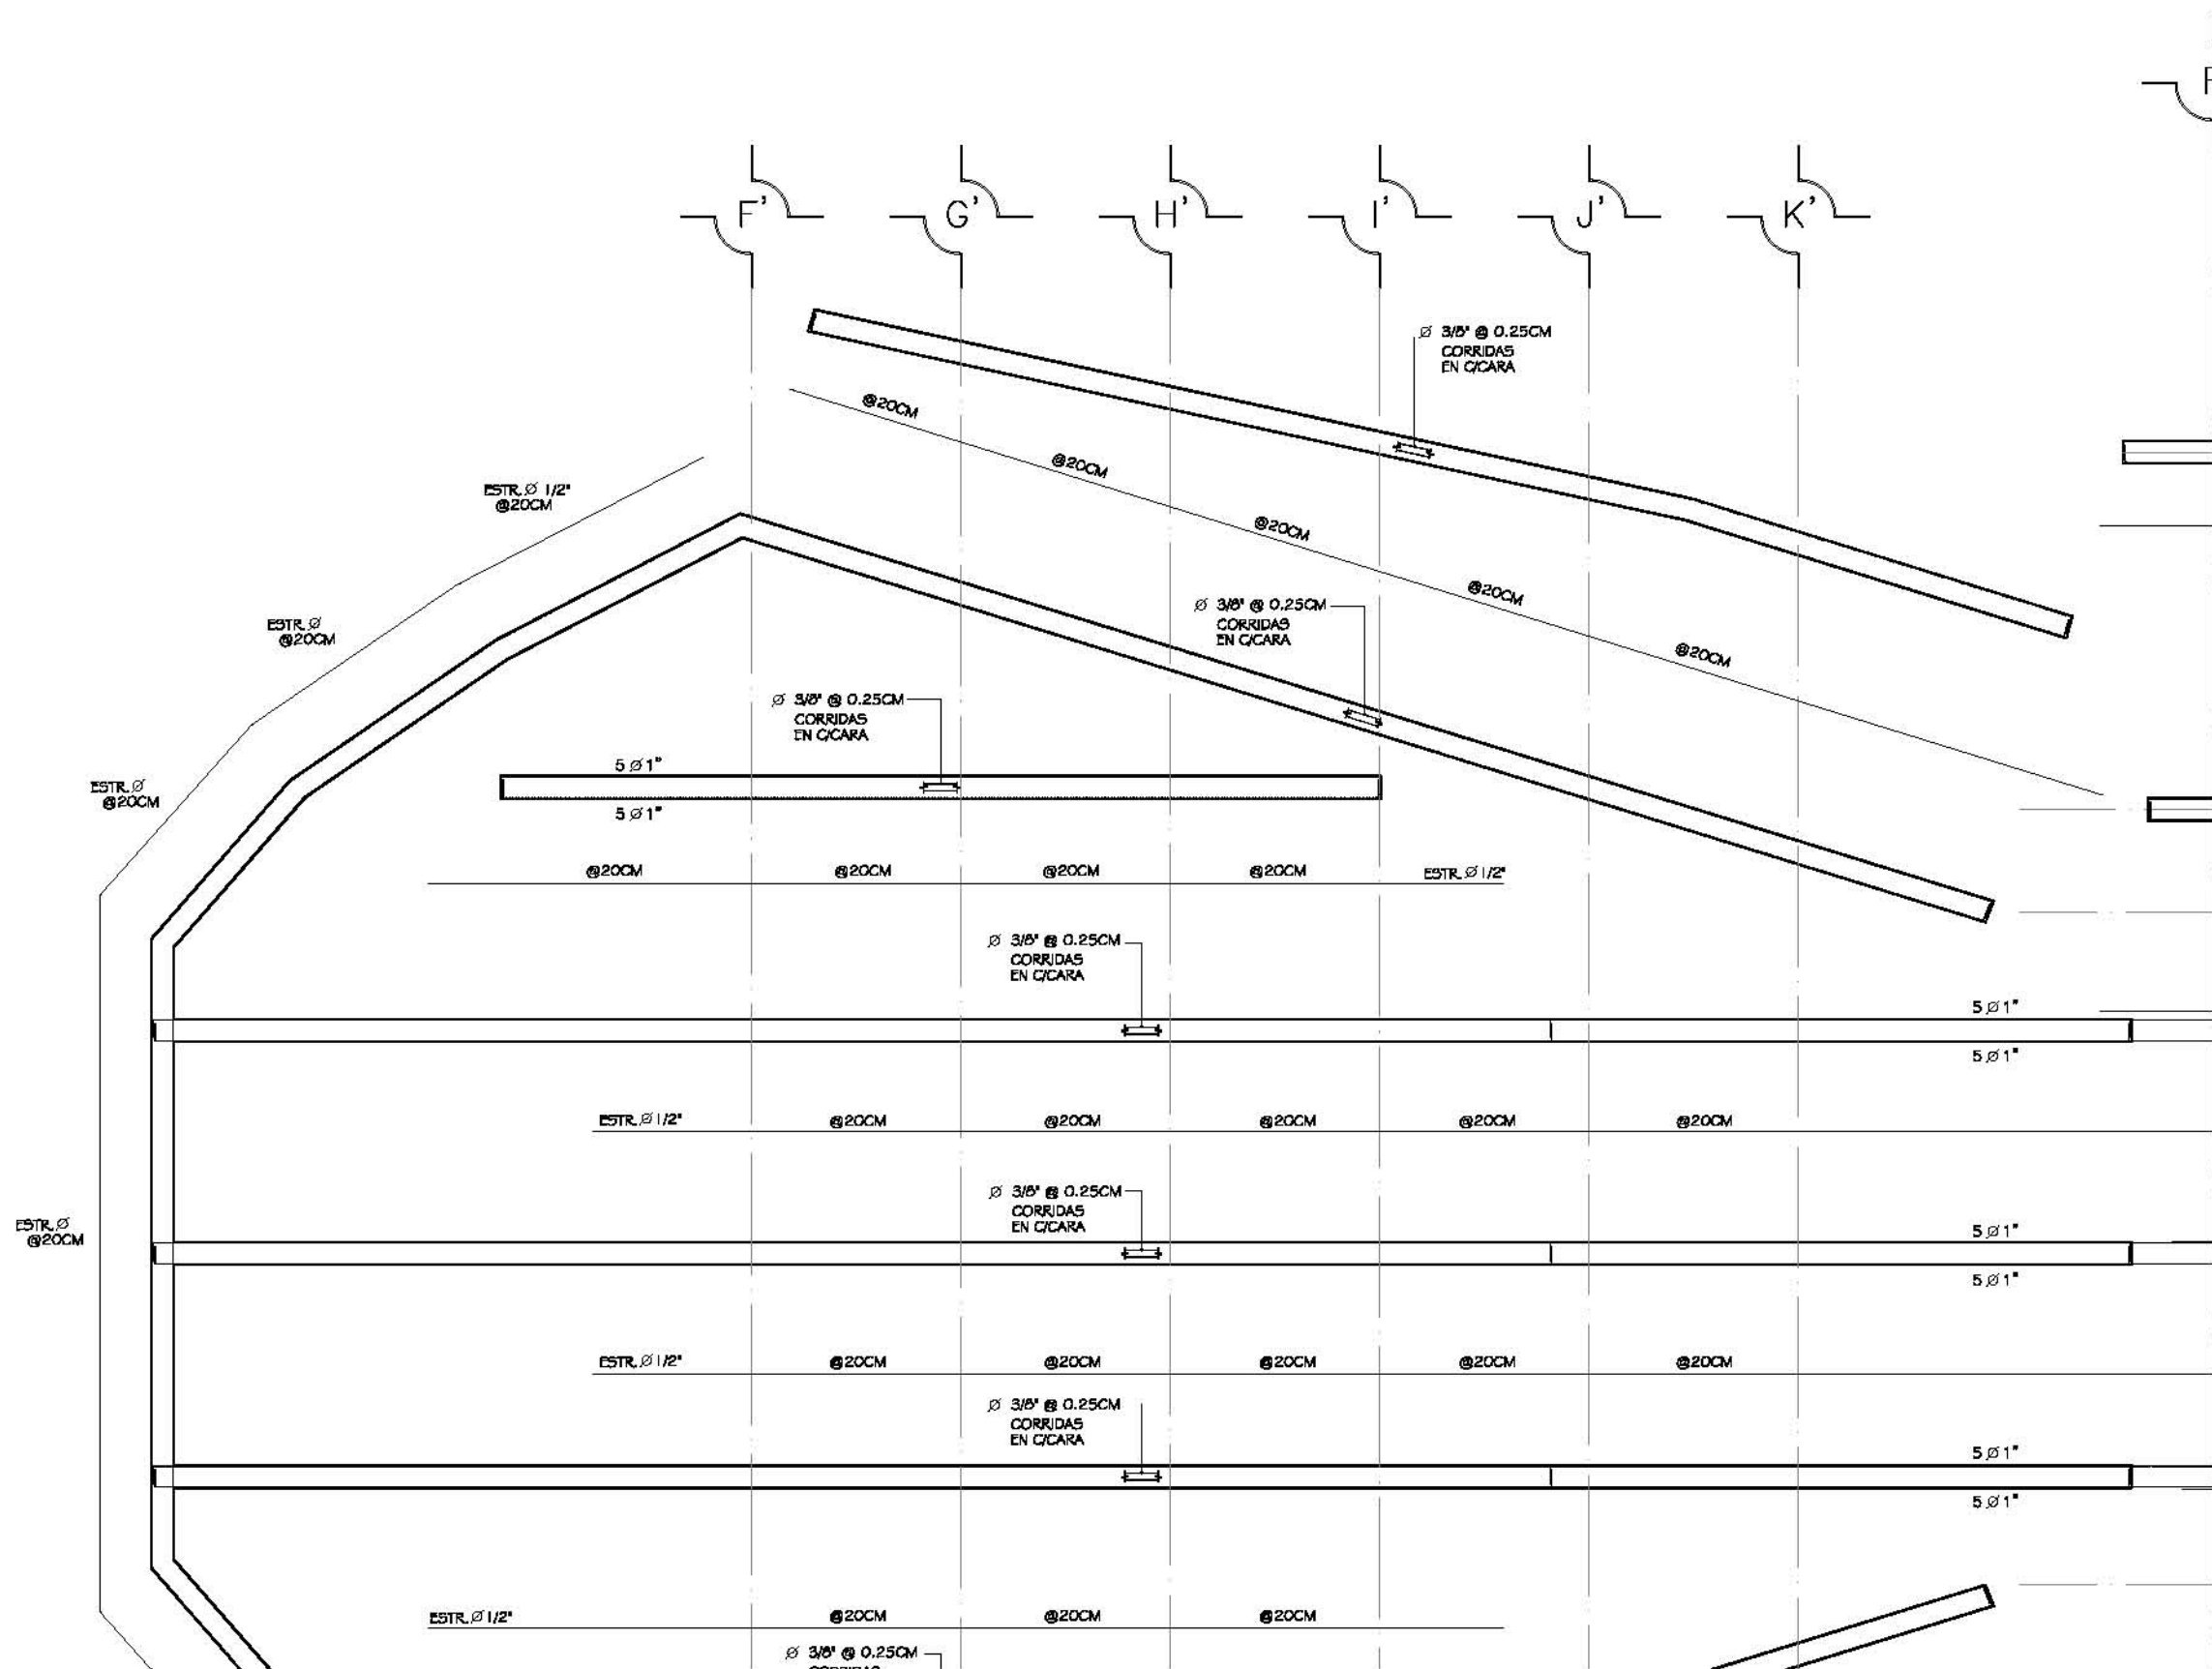 F' G' H' I' J' K'
Ø 3/8" @ 0.25CM
CORRIDAS
EN C/CARA
@20CM
@20CM
ESTR. Ø 1/2"
@20CM
@20CM
@20CM
Ø 3/8" @ 0.25CM
CORRIDAS
EN C/CARA
ESTR. Ø
@20CM
@20CM
Ø 3/8" @ 0.25CM
CORRIDAS
EN C/CARA
5 Ø 1"
5 Ø 1"
ESTR. Ø
@20CM
@20CM @20CM @20CM @20CM ESTR. Ø 1/2"
Ø 3/8" @ 0.25CM
CORRIDAS
EN C/CARA
5 Ø 1"
5 Ø 1"
ESTR. Ø 1/2" @20CM @20CM @20CM @20CM @20CM
Ø 3/8" @ 0.25CM
CORRIDAS
EN C/CARA
ESTR. Ø
@20CM
5 Ø 1"
5 Ø 1"
ESTR. Ø 1/2" @20CM @20CM @20CM @20CM @20CM
Ø 3/8" @ 0.25CM
CORRIDAS
EN C/CARA
5 Ø 1"
5 Ø 1"
ESTR. Ø 1/2" @20CM @20CM @20CM
Ø 3/8" @ 0.25CM